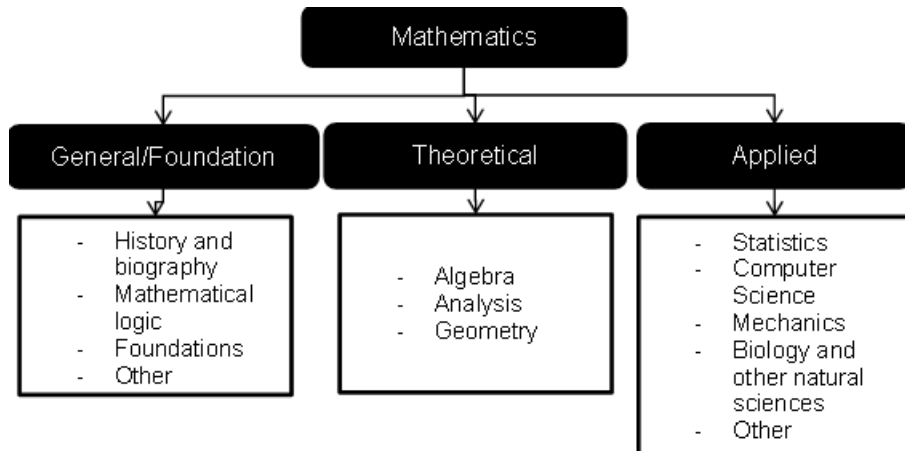 Mathematics
General/Foundation
Theoretical
Applied
- History and
biography
- Mathematical
logic
- Foundations
- Other
- Algebra
- Analysis
- Geometry
- Statistics
- Computer
Science
- Mechanics
- Biology and
other natural
sciences
- Other